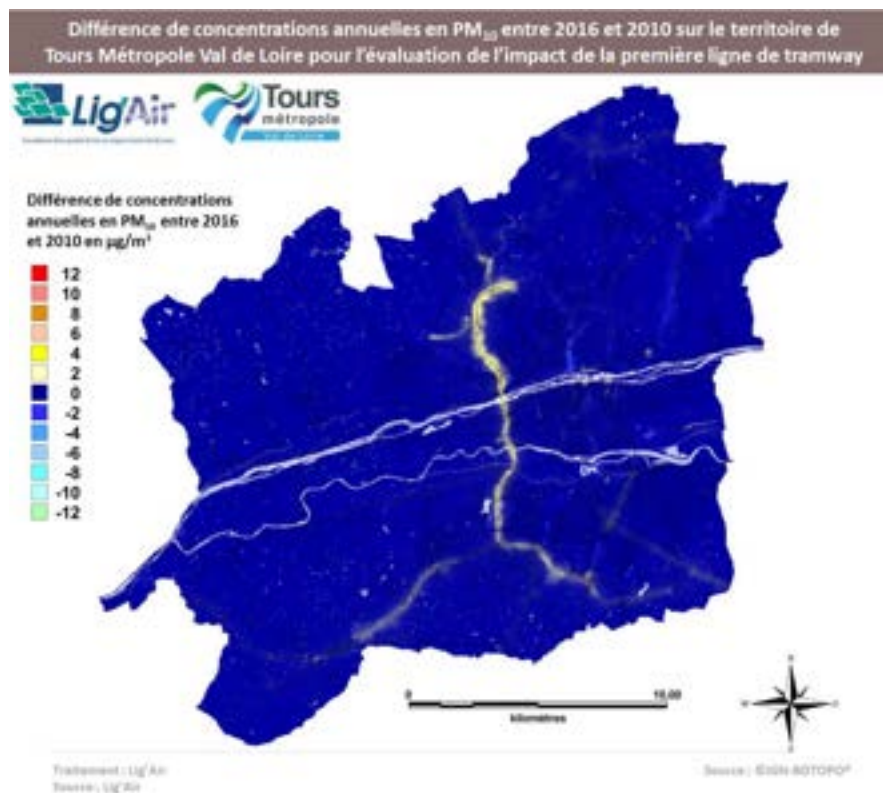 Différence de concentrations annuelles en PM₁₀ entre 2016 et 2010 sur le territoire de
Tours Métropole Val de Loire pour l'évaluation de l'impact de la première ligne de tramway
Lig'Air
Tours
métropole
Val de Loire
Différence de concentrations
annuelles en PM₁₀ entre 2016
et 2010 en µg/m³
12
10
8
6
4
2
0
-2
-4
-6
-8
-10
-12
0
10,00
kilomètres
Traitement : Lig'Air
Source : Lig'Air
Source : ©IGN-BDTOPO®